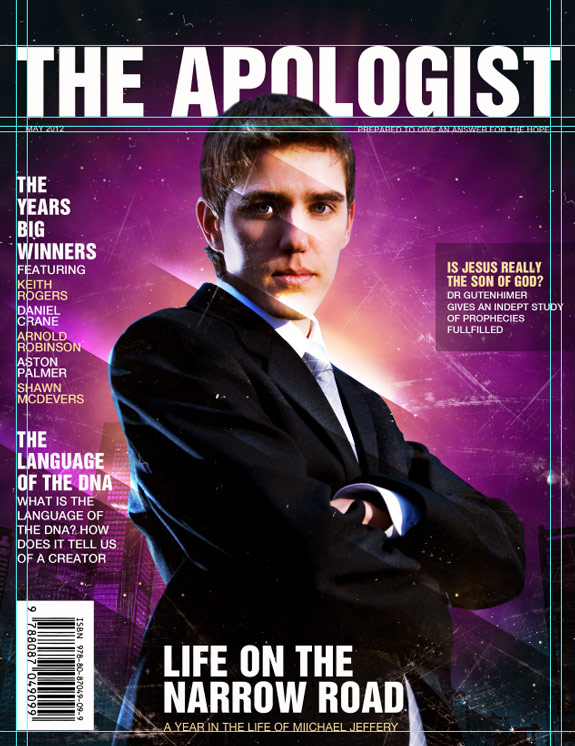 THE APOLOGIST
MAY 2012
PREPARED TO GIVE AN ANSWER FOR THE HOPE
THE
YEARS
BIG
WINNERS
FEATURING
KEITH
ROGERS
DANIEL
CRANE
ARNOLD
ROBINSON
ASTON
PALMER
SHAWN
MCDEVERS
THE
LANGUAGE
OF THE DNA
WHAT IS THE
LANGUAGE OF
THE DNA? HOW
DOES IT TELL US
OF A CREATOR
IS JESUS REALLY
THE SON OF GOD?
DR GUTENHIMER
GIVES AN INDEPT STUDY
OF PROPHECIES
FULLFILLED
ISBN 978-80-87049-09-9
9 788087 049099
LIFE ON THE
NARROW ROAD
A YEAR IN THE LIFE OF MIICHAEL JEFFERY